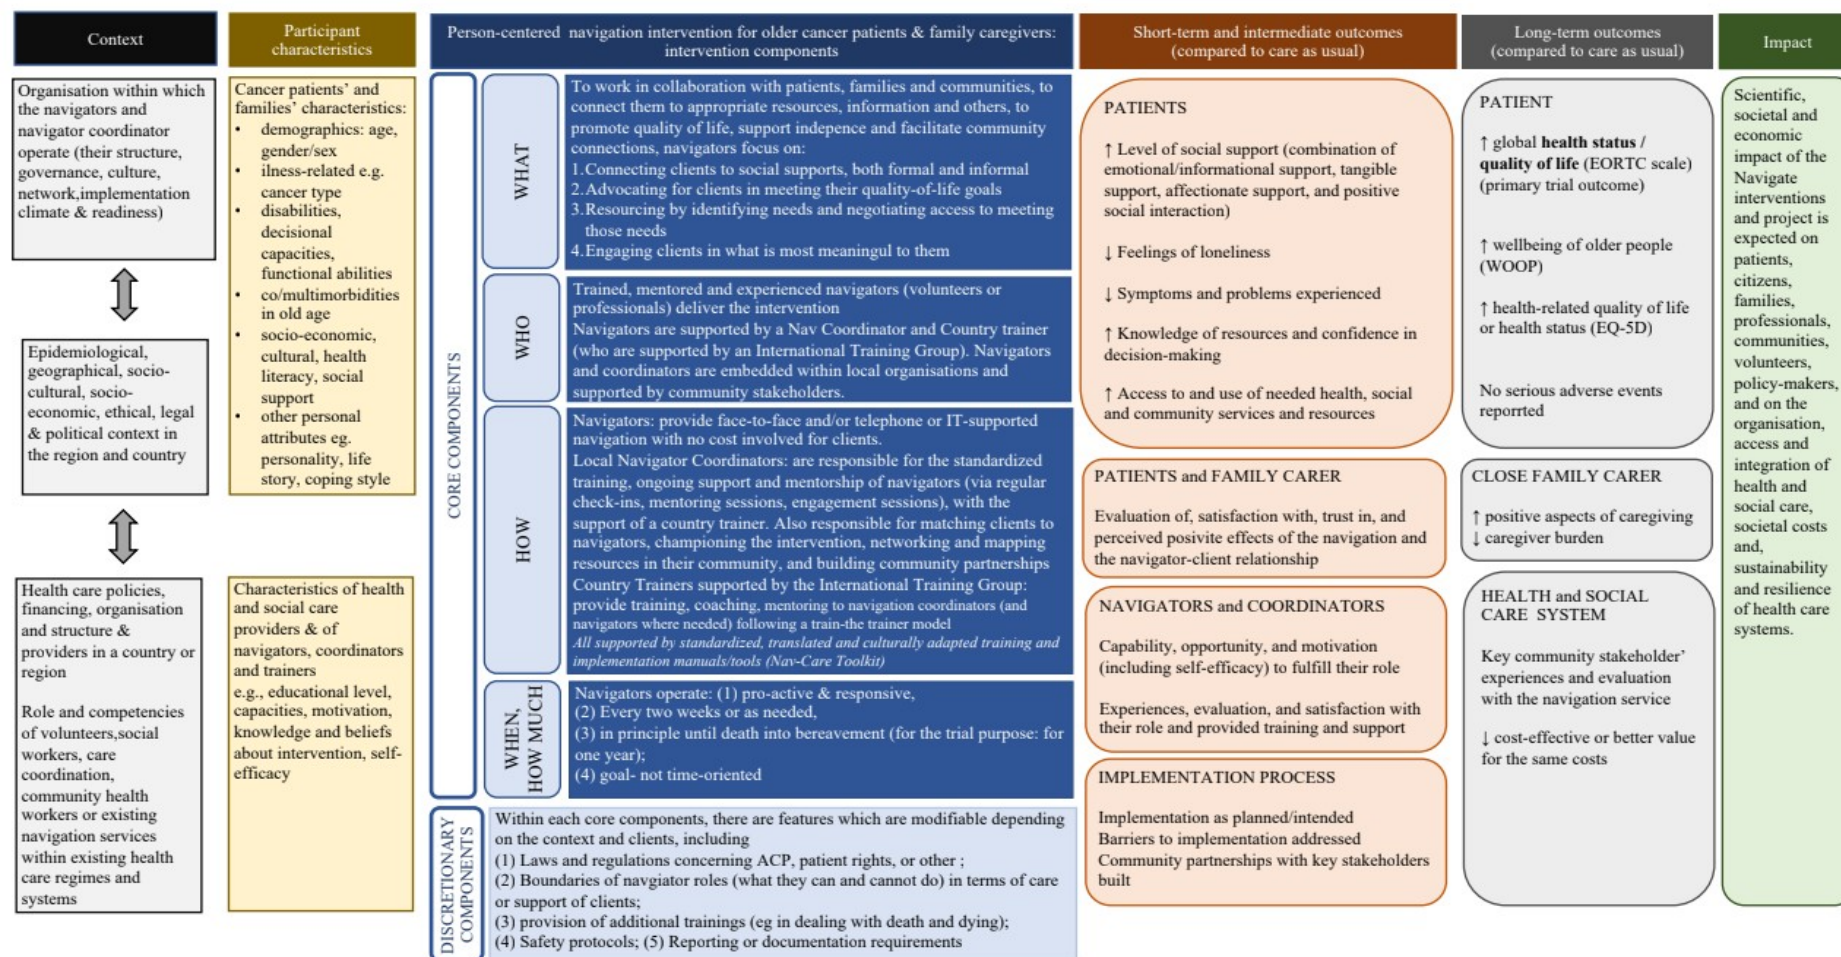 Context
Organisation within which
the navigators and
navigator coordinator
operate (their structure,
governance, culture,
network,implementation
climate & readiness)
Epidemiological,
geographical, socio-
cultural, socio-
economic, ethical, legal
& political context in
the region and country
Health care policies,
financing, organisation
and structure &
providers in a country or
region
Role and competencies
of volunteers,social
workers, care
coordination,
community health
workers or existing
navigation services
within existing health
care regimes and
systems
Participant
characteristics
Cancer patients’ and
families’ characteristics:
• demographics: age,
gender/sex
• ilness-related e.g.
cancer type
• disabilities,
decisional
capacities,
functional abilities
• co/multimorbidities
in old age
• socio-economic,
cultural, health
literacy, social
support
• other personal
attributes eg.
personality, life
story, coping style
Characteristics of health
and social care
providers & of
navigators, coordinators
and trainers
e.g., educational level,
capacities, motivation,
knowledge and beliefs
about intervention, self-
efficacy
Person-centered navigation intervention for older cancer patients & family caregivers:
intervention components
CORE COMPONENTS
WHAT
To work in collaboration with patients, families and communities, to
connect them to appropriate resources, information and others, to
promote quality of life, support indepence and facilitate community
connections, navigators focus on:
1.Connecting clients to social supports, both formal and informal
2.Advocating for clients in meeting their quality-of-life goals
3.Resourcing by identifying needs and negotiating access to meeting
those needs
4.Engaging clients in what is most meaningul to them
WHO
Trained, mentored and experienced navigators (volunteers or
professionals) deliver the intervention
Navigators are supported by a Nav Coordinator and Country trainer
(who are supported by an International Training Group). Navigators
and coordinators are embedded within local organisations and
supported by community stakeholders.
HOW
Navigators: provide face-to-face and/or telephone or IT-supported
navigation with no cost involved for clients.
Local Navigator Coordinators: are responsible for the standardized
training, ongoing support and mentorship of navigators (via regular
check-ins, mentoring sessions, engagement sessions), with the
support of a country trainer. Also responsible for matching clients to
navigators, championing the intervention, networking and mapping
resources in their community, and building community partnerships
Country Trainers supported by the International Training Group:
provide training, coaching, mentoring to navigation coordinators (and
navigators where needed) following a train-the trainer model
All supported by standardized, translated and culturally adapted training and
implementation manuals/tools (Nav-Care Toolkit)
WHEN,
HOW MUCH
Navigators operate: (1) pro-active & responsive,
(2) Every two weeks or as needed,
(3) in principle until death into bereavement (for the trial purpose: for
one year);
(4) goal- not time-oriented
DISCRETIONARY
COMPONENTS
Within each core components, there are features which are modifiable depending
on the context and clients, including
(1) Laws and regulations concerning ACP, patient rights, or other ;
(2) Boundaries of navgiator roles (what they can and cannot do) in terms of care
or support of clients;
(3) provision of additional trainings (eg in dealing with death and dying);
(4) Safety protocols; (5) Reporting or documentation requirements
Short-term and intermediate outcomes
(compared to care as usual)
PATIENTS
↑ Level of social support (combination of
emotional/informational support, tangible
support, affectionate support, and positive
social interaction)
↓ Feelings of loneliness
↓ Symptoms and problems experienced
↑ Knowledge of resources and confidence in
decision-making
↑ Access to and use of needed health, social
and community services and resources
PATIENTS and FAMILY CARER
Evaluation of, satisfaction with, trust in, and
perceived posivite effects of the navigation and
the navigator-client relationship
NAVIGATORS and COORDINATORS
Capability, opportunity, and motivation
(including self-efficacy) to fulfill their role
Experiences, evaluation, and satisfaction with
their role and provided training and support
IMPLEMENTATION PROCESS
Implementation as planned/intended
Barriers to implementation addressed
Community partnerships with key stakeholders
built
Long-term outcomes
(compared to care as usual)
PATIENT
↑ global health status /
quality of life (EORTC scale)
(primary trial outcome)
↑ wellbeing of older people
(WOOP)
↑ health-related quality of life
or health status (EQ-5D)
No serious adverse events
reporrted
CLOSE FAMILY CARER
↑ positive aspects of caregiving
↓ caregiver burden
HEALTH and SOCIAL
CARE SYSTEM
Key community stakeholder’
experiences and evaluation
with the navigation service
↓ cost-effective or better value
for the same costs
Impact
Scientific,
societal and
economic
impact of the
Navigate
interventions
and project is
expected on
patients,
citizens,
families,
professionals,
communities,
volunteers,
policy-makers,
and on the
organisation,
access and
integration of
health and
social care,
societal costs
and,
sustainability
and resilience
of health care
systems.